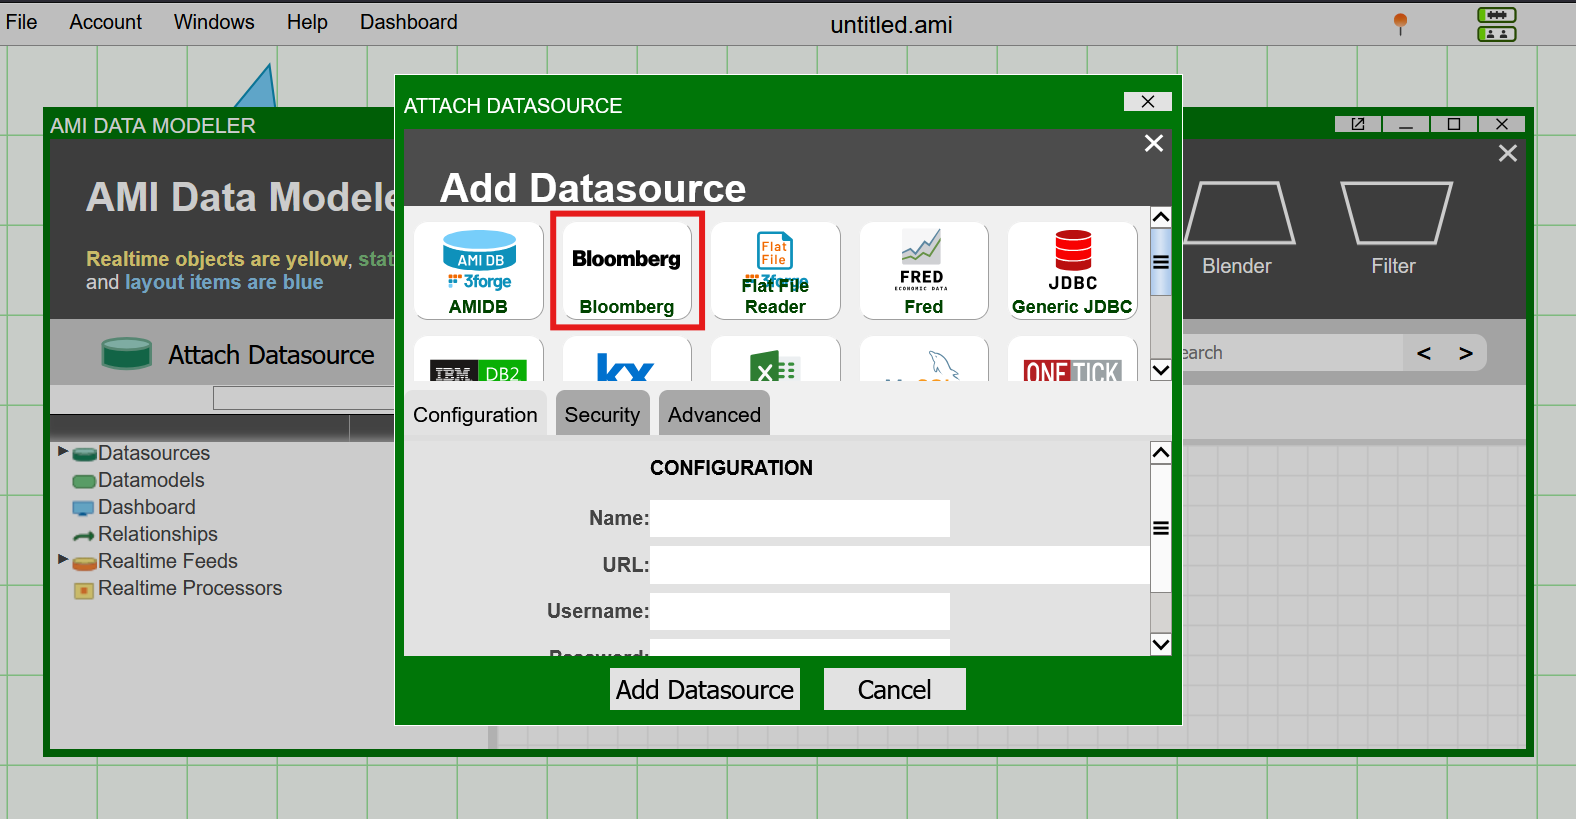 File Account Windows Help Dashboard untitled.ami
ATTACH DATASOURCE
AMI DATA MODELER
Add Datasource
AMI Data Modele
Realtime objects are yellow, stat
and layout items are blue
Attach Datasource
AMI DB
3forge
AMIDB
Bloomberg
Bloomberg
Flat
File
3forge
Flat File
Reader
FRED
ECONOMIC DATA
Fred
JDBC
Generic JDBC
Blender
Filter
earch
< >
IBM DB2
kx
X
ONE TICK
Configuration Security Advanced
CONFIGURATION
Name:
URL:
Username:
Password:
Datasources
Datamodels
Dashboard
Relationships
Realtime Feeds
Realtime Processors
Add Datasource Cancel